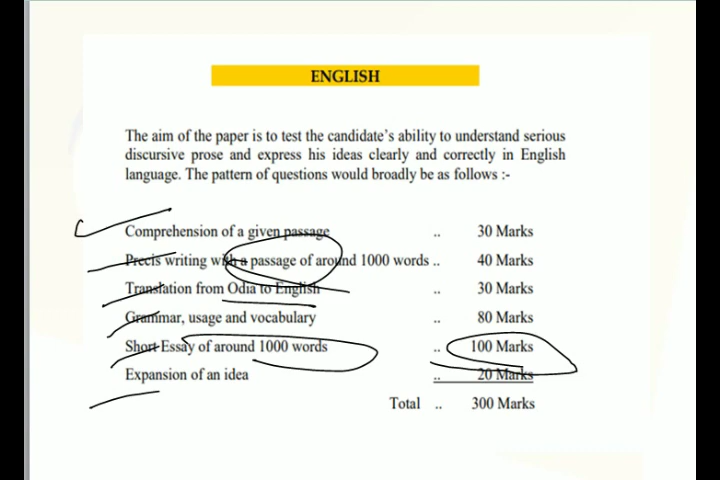 ENGLISH
The aim of the paper is to test the candidate's ability to understand serious
discursive prose and express his ideas clearly and correctly in English
language. The pattern of questions would broadly be as follows :-
Comprehension of a given passage .. 30 Marks
Precis writing with a passage of around 1000 words .. 40 Marks
Translation from Odia to English .. 30 Marks
Grammar, usage and vocabulary .. 80 Marks
Short Essay of around 1000 words .. 100 Marks
Expansion of an idea .. 20 Marks
Total .. 300 Marks